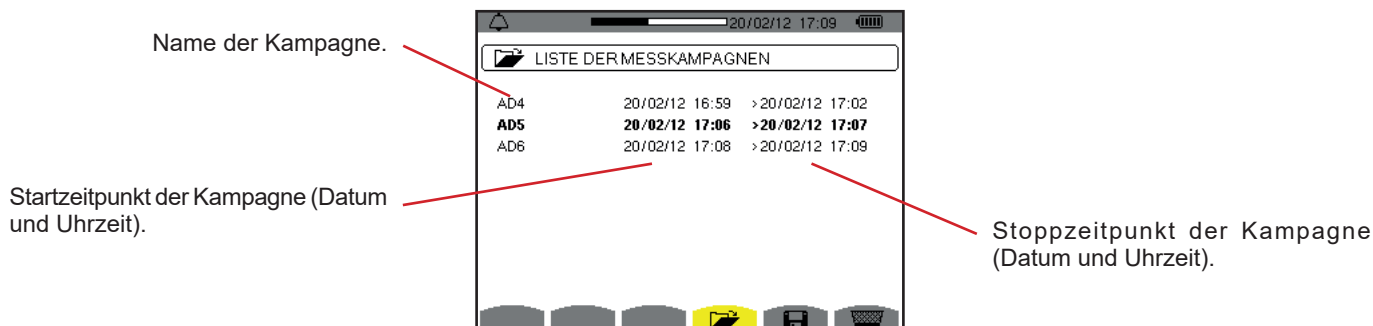 20/02/12 17:09
Name der Kampagne.
LISTE DER MESSKAMPAGNEN
AD4 20/02/12 16:59 >20/02/12 17:02
AD5 20/02/12 17:06 >20/02/12 17:07
AD6 20/02/12 17:08 >20/02/12 17:09
Startzeitpunkt der Kampagne (Datum
und Uhrzeit).
Stoppzeitpunkt der Kampagne
(Datum und Uhrzeit).